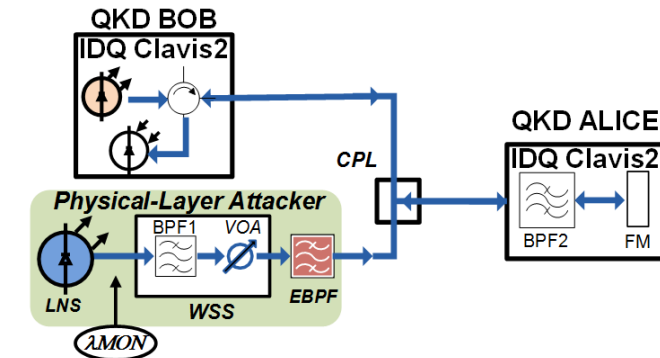 QKD BOB
IDQ Clavis2
QKD ALICE
IDQ Clavis2
CPL
BPF2
FM
Physical-Layer Attacker
BPF1
VOA
LNS
WSS
EBPF
λMON